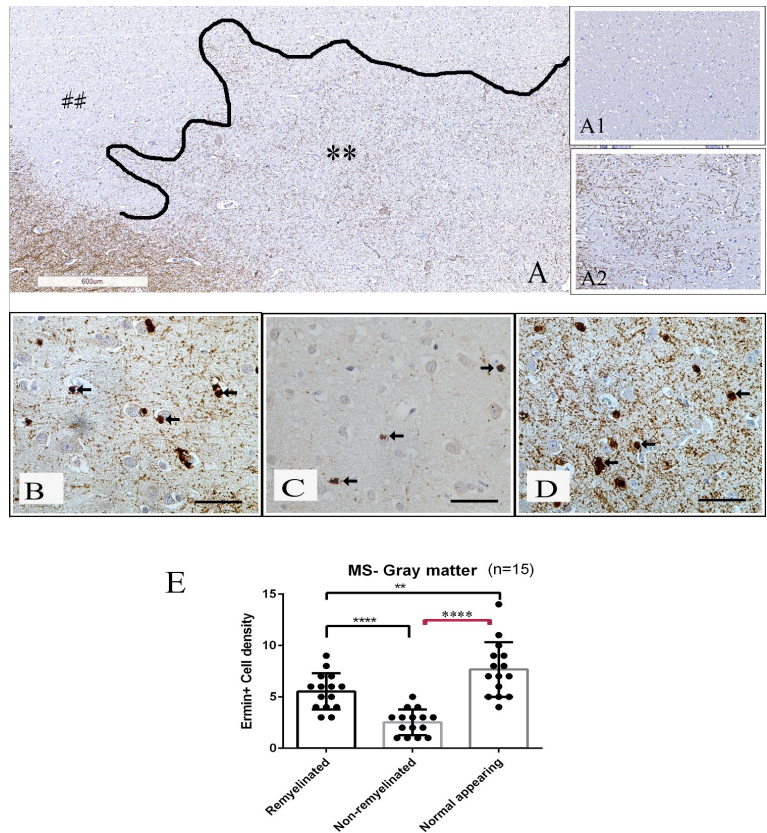 ##
**
A
600um
A1
A2
B
C
D
E
MS- Gray matter (n=15)
**
****
****
15
10
5
0
Ermin+ Cell density
Remyelinated
Non-remyelinated
Normal appearing